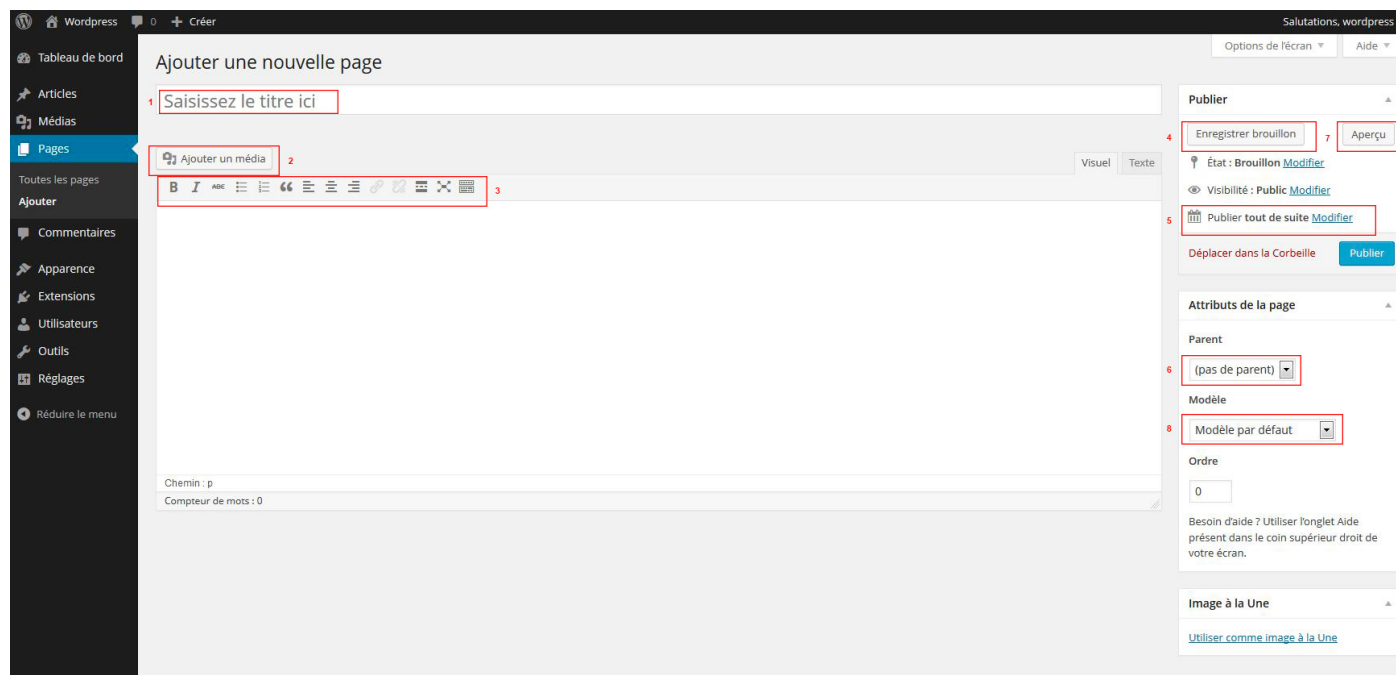 Wordpress 0 Créer Salutations, wordpress
Options de l'écran Aide
Tableau de bord
Articles
Médias
Pages
Toutes les pages
Ajouter
Commentaires
Apparence
Extensions
Utilisateurs
Outils
Réglages
Réduire le menu
Ajouter une nouvelle page
1 Saisissez le titre ici
Ajouter un média 2
Visuel Texte
B I ABC 3
Chemin : p
Compteur de mots : 0
Publier
4 Enregistrer brouillon 7 Aperçu
État : Brouillon Modifier
Visibilité : Public Modifier
5 Publier tout de suite Modifier
Déplacer dans la Corbeille Publier
Attributs de la page
Parent
6 (pas de parent)
Modèle
8 Modèle par défaut
Ordre
0
Besoin d'aide ? Utiliser l'onglet Aide
présent dans le coin supérieur droit de
votre écran.
Image à la Une
Utiliser comme image à la Une